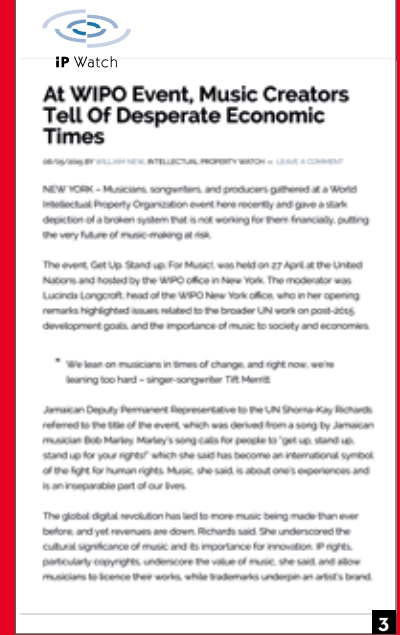 iP Watch
At WIPO Event, Music Creators
Tell Of Desperate Economic
Times
06/05/2015 BY WILLIAM NEW, INTELLECTUAL PROPERTY WATCH — LEAVE A COMMENT
NEW YORK – Musicians, songwriters, and producers gathered at a World
Intellectual Property Organization event here recently and gave a stark
depiction of a broken system that is not working for them financially, putting
the very future of music-making at risk.
The event, Get Up. Stand up. For Music!, was held on 27 April at the United
Nations and hosted by the WIPO office in New York. The moderator was
Lucinda Longcroft, head of the WIPO New York office, who in her opening
remarks highlighted issues related to the broader UN work on post-2015
development goals, and the importance of music to society and economies.
We lean on musicians in times of change, and right now, we're
leaning too hard – singer-songwriter Tift Merritt
Jamaican Deputy Permanent Representative to the UN Shorna-Kay Richards
referred to the title of the event, which was derived from a song by Jamaican
musician Bob Marley. Marley's song calls for people to "get up, stand up,
stand up for your rights!" which she said has become an international symbol
of the fight for human rights. Music, she said, is about one's experiences and
is an inseparable part of our lives.
The global digital revolution has led to more music being made than ever
before, and yet revenues are down, Richards said. She underscored the
cultural significance of music and its importance for innovation. IP rights,
particularly copyrights, underscore the value of music, she said, and allow
musicians to licence their works, while trademarks underpin an artist's brand.
3